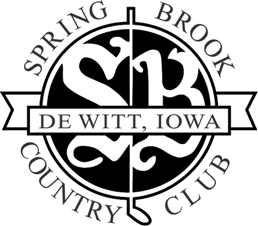 SPRING BROOK
SB
DE WITT, IOWA
COUNTRY CLUB